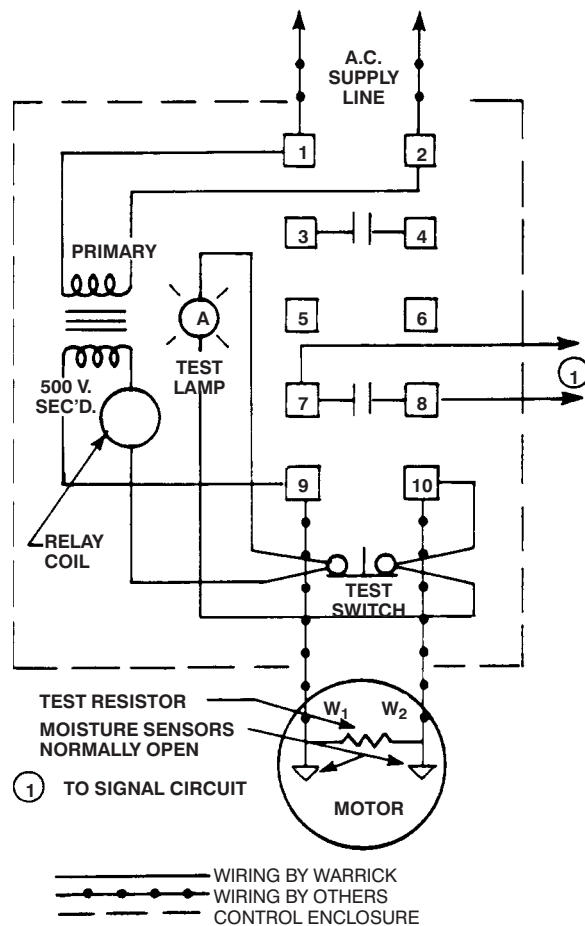 A.C.
SUPPLY
LINE
1
2
PRIMARY
3
4
A
5
6
TEST
LAMP
500 V.
SEC'D.
7
8
1
9
10
RELAY
COIL
TEST
SWITCH
TEST RESISTOR
W1
W2
MOISTURE SENSORS
NORMALLY OPEN
1 TO SIGNAL CIRCUIT
MOTOR
WIRING BY WARRICK
WIRING BY OTHERS
CONTROL ENCLOSURE